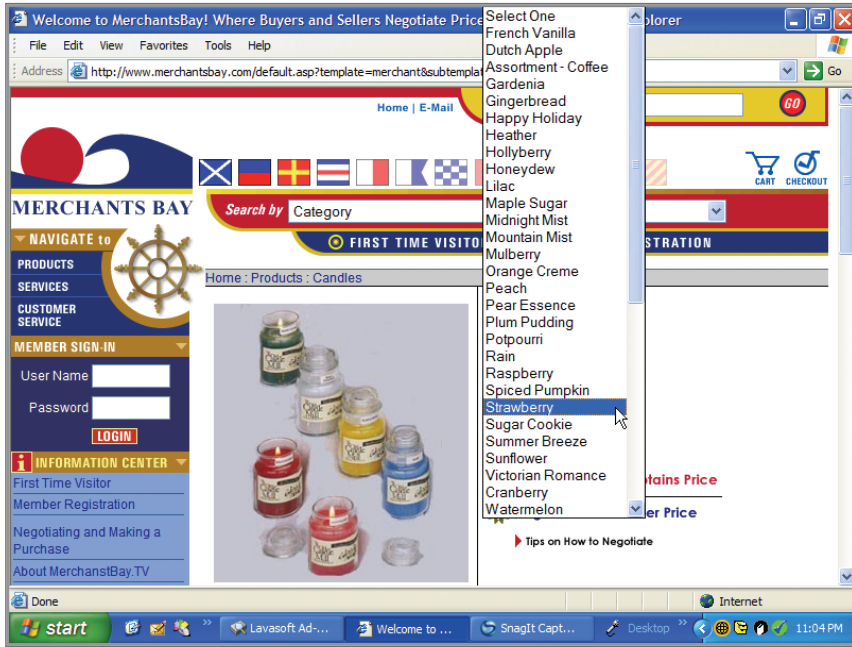 Welcome to MerchantsBay! Where Buyers and Sellers Negotiate Price
plorer
File Edit View Favorites Tools Help
Address http://www.merchantsbay.com/default.asp?template=merchant&subtemplat
Go
Home | E-Mail
GO
MERCHANTS BAY
CART CHECKOUT
Search by Category
FIRST TIME VISITO
STRATION
NAVIGATE to
PRODUCTS
SERVICES
CUSTOMER
SERVICE
MEMBER SIGN-IN
User Name
Password
LOGIN
i INFORMATION CENTER
First Time Visitor
Member Registration
Negotiating and Making a
Purchase
About MerchanstBay.TV
Home : Products : Candles
Select One
French Vanilla
Dutch Apple
Assortment - Coffee
Gardenia
Gingerbread
Happy Holiday
Heather
Hollyberry
Honeydew
Lilac
Maple Sugar
Midnight Mist
Mountain Mist
Mulberry
Orange Creme
Peach
Pear Essence
Plum Pudding
Potpourri
Rain
Raspberry
Spiced Pumpkin
Strawberry
Sugar Cookie
Summer Breeze
Sunflower
Victorian Romance
Cranberry
Watermelon
tains Price
er Price
Tips on How to Negotiate
Done
Internet
start
Lavasoft Ad-...
Welcome to ...
SnagIt Capt...
Desktop
11:04 PM